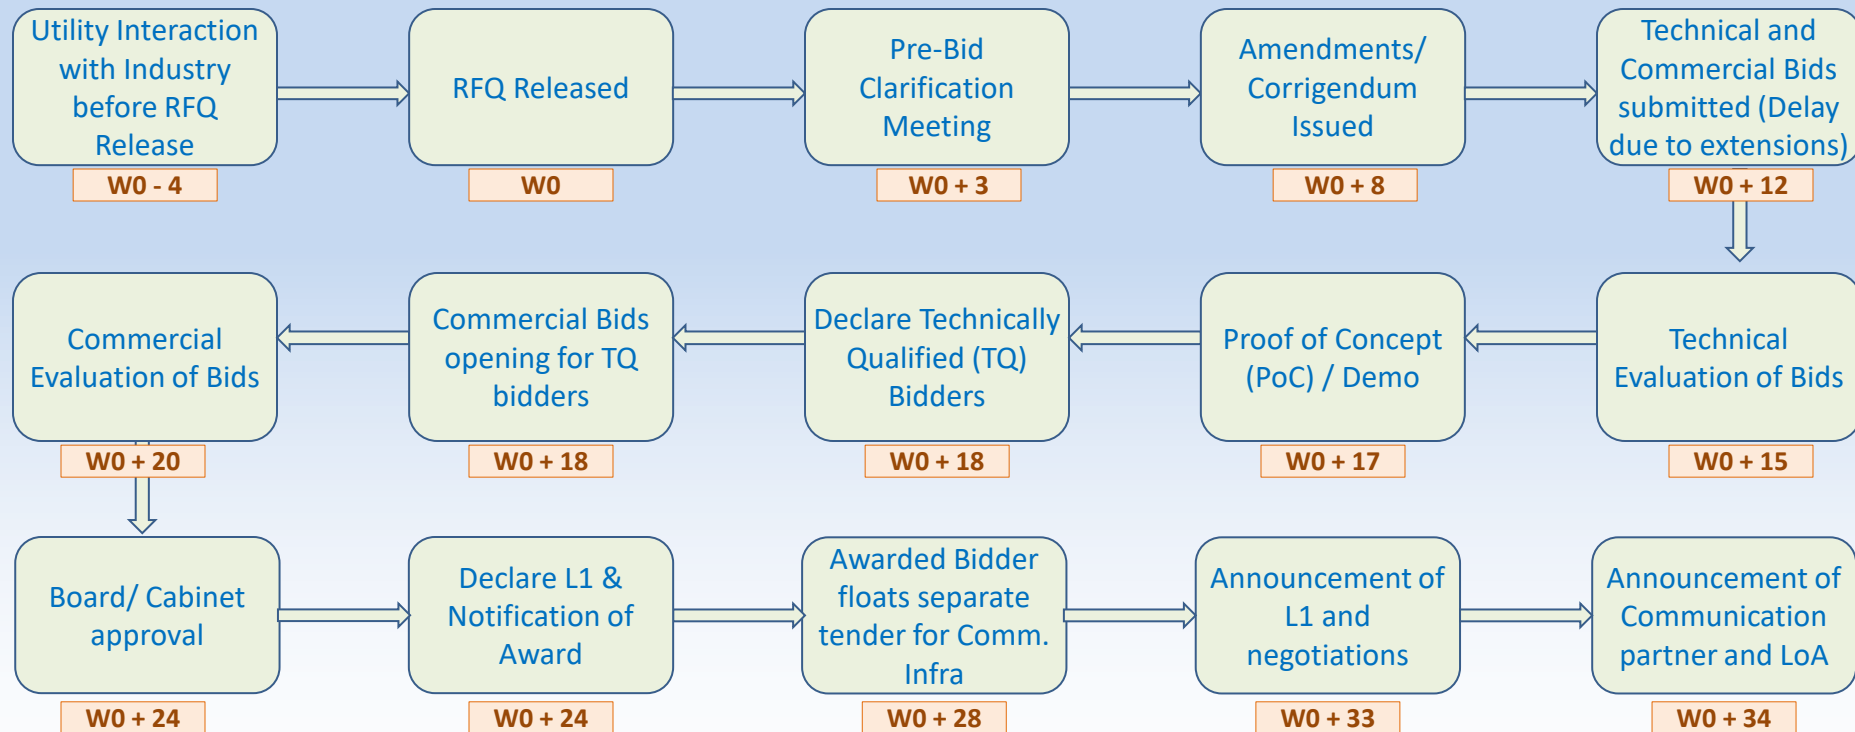 Utility Interaction
with Industry
before RFQ
Release
W0 - 4
RFQ Released
W0
Pre-Bid
Clarification
Meeting
W0 + 3
Amendments/
Corrigendum
Issued
W0 + 8
Technical and
Commercial Bids
submitted (Delay
due to extensions)
W0 + 12
Technical
Evaluation of Bids
W0 + 15
Proof of Concept
(PoC) / Demo
W0 + 17
Declare Technically
Qualified (TQ)
Bidders
W0 + 18
Commercial Bids
opening for TQ
bidders
W0 + 18
Commercial
Evaluation of Bids
W0 + 20
Board/ Cabinet
approval
W0 + 24
Declare L1 &
Notification of
Award
W0 + 24
Awarded Bidder
floats separate
tender for Comm.
Infra
W0 + 28
Announcement of
L1 and
negotiations
W0 + 33
Announcement of
Communication
partner and LoA
W0 + 34